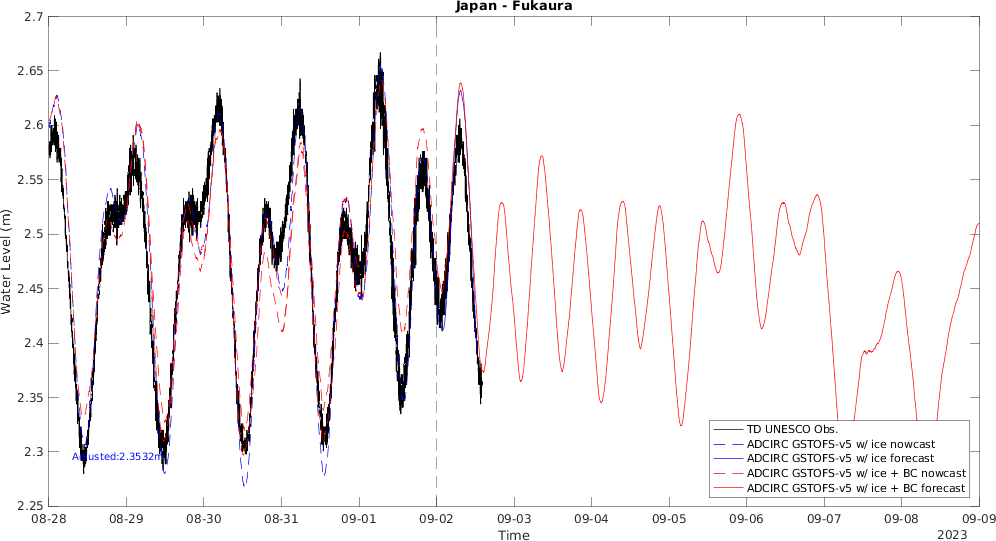 Japan - Fukaura
2.7
2.65
2.6
2.55
2.5
2.45
2.4
2.35
2.3
2.25
Water Level (m)
Adjusted:2.3532m
TD UNESCO Obs.
ADCIRC GSTOFS-v5 w/ ice nowcast
ADCIRC GSTOFS-v5 w/ ice forecast
ADCIRC GSTOFS-v5 w/ ice + BC nowcast
ADCIRC GSTOFS-v5 w/ ice + BC forecast
08-28 08-29 08-30 08-31 09-01 09-02 09-03 09-04 09-05 09-06 09-07 09-08 09-09
Time
2023